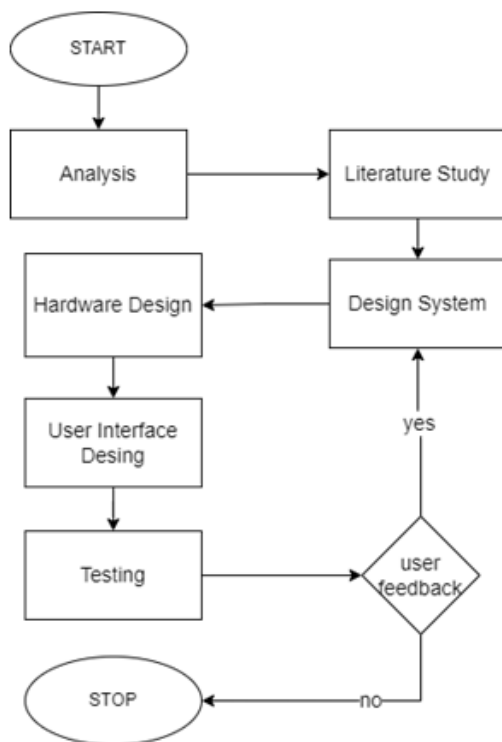 START
Analysis
Literature Study
Design System
Hardware Design
User Interface
Desing
Testing
user
feedback
yes
no
STOP